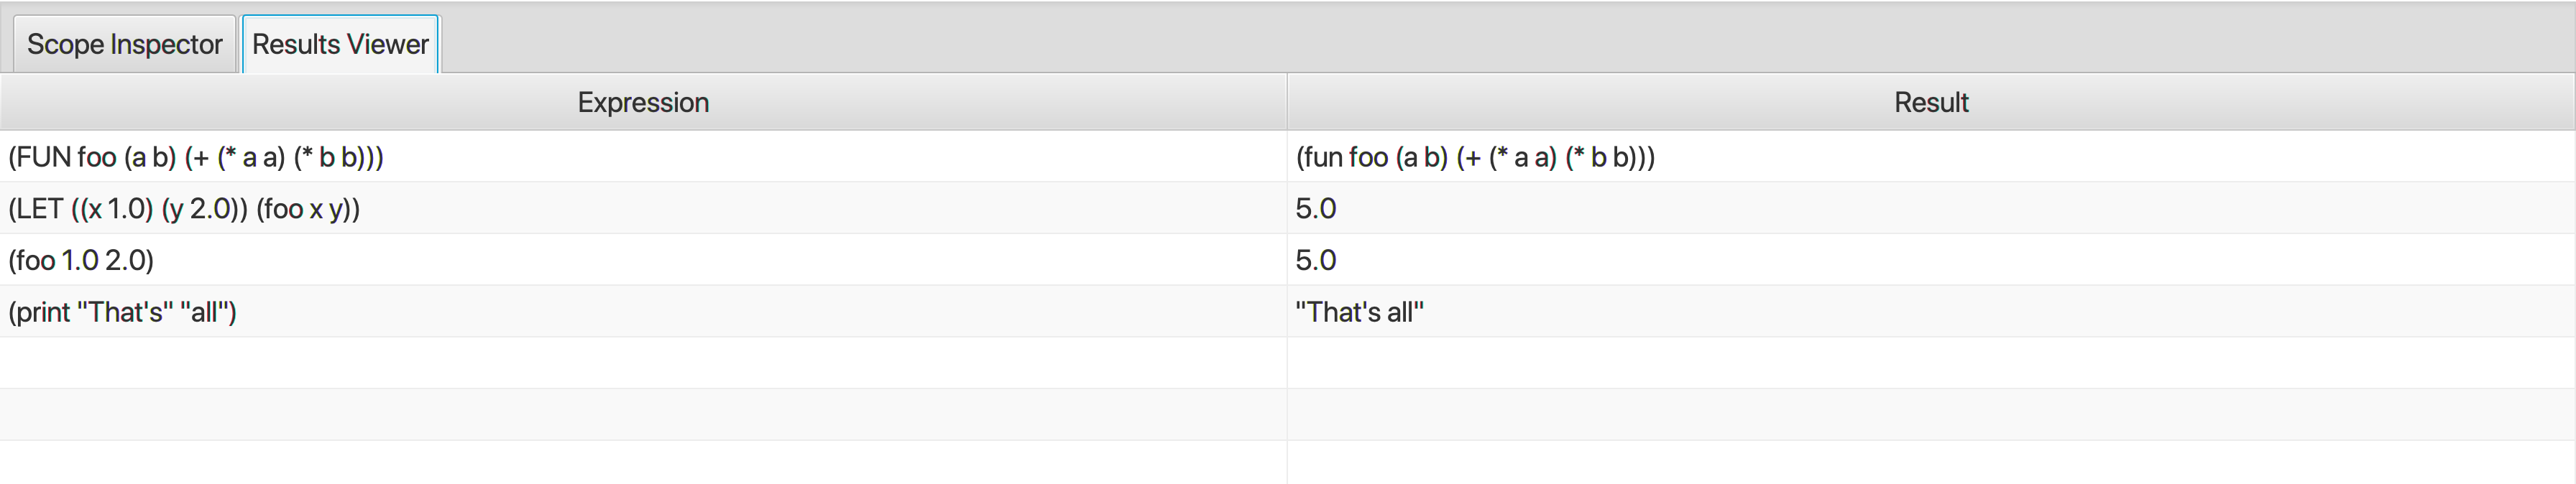 Scope Inspector Results Viewer
Expression Result
(FUN foo (a b) (+ (* a a) (* b b))) (fun foo (a b) (+ (* a a) (* b b)))
(LET ((x 1.0) (y 2.0)) (foo x y)) 5.0
(foo 1.0 2.0) 5.0
(print "That's" "all") "That's all"